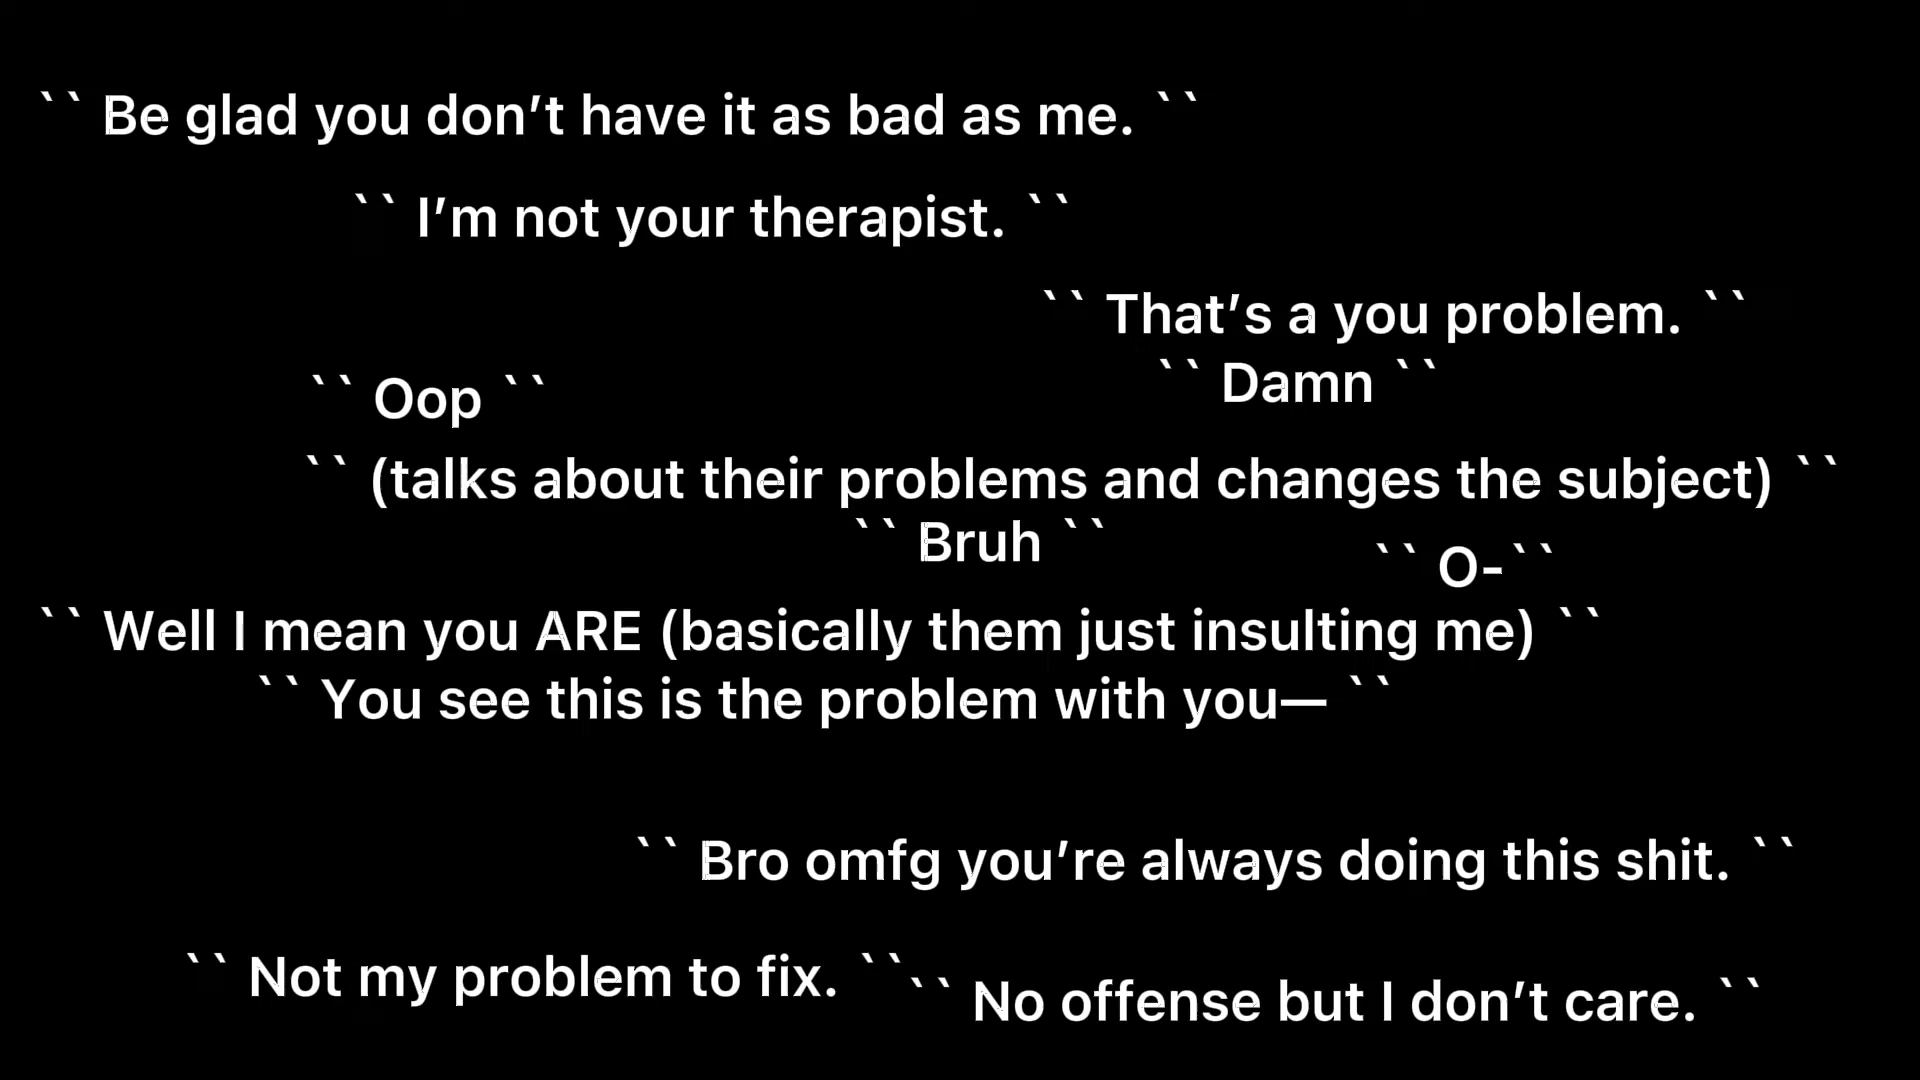 `` Be glad you don’t have it as bad as me. ``
`` I’m not your therapist. ``
`` That’s a you problem. ``
`` Oop ``
`` Damn ``
`` (talks about their problems and changes the subject) ``
`` Bruh ``
`` O-``
`` Well I mean you ARE (basically them just insulting me) ``
`` You see this is the problem with you— ``
`` Bro omfg you’re always doing this shit. ``
`` Not my problem to fix. ``
`` No offense but I don’t care. ``